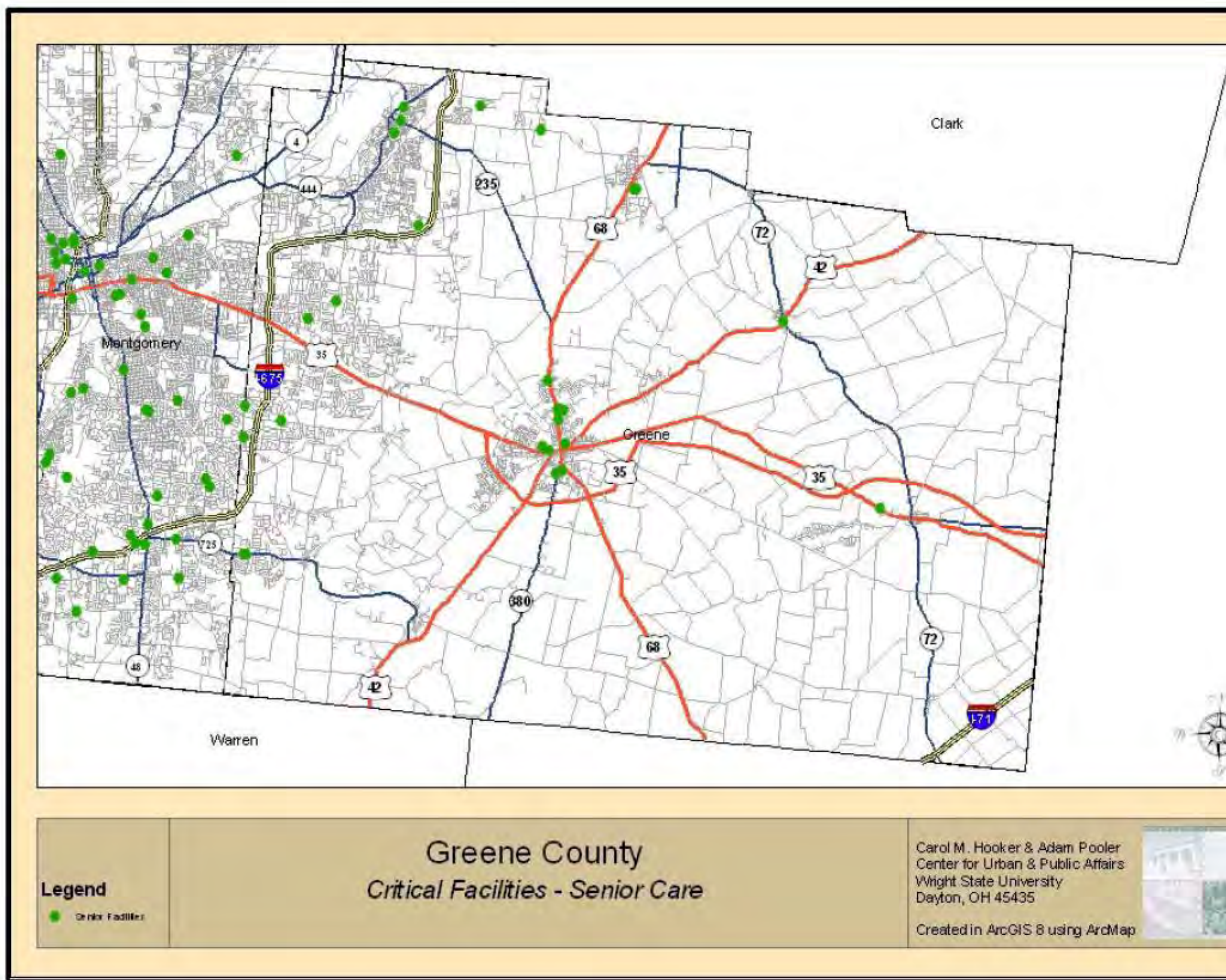 Clark
4
444
235
68
72
42
Montgomery
35
I-675
Greene
35
35
725
380
72
68
48
42
I-71
Warren
Legend
Senior Facilities
Greene County
Critical Facilities - Senior Care
Carol M. Hooker & Adam Pooler
Center for Urban & Public Affairs
Wright State University
Dayton, OH 45435
Created in ArcGIS 8 using ArcMap